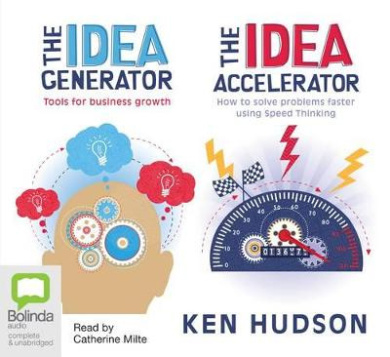 THE IDEA
GENERATOR
Tools for business growth
THE IDEA
ACCELERATOR
How to solve problems faster
using Speed Thinking
Bolinda
audio
complete
& unabridged
Read by
Catherine Milte
KEN HUDSON